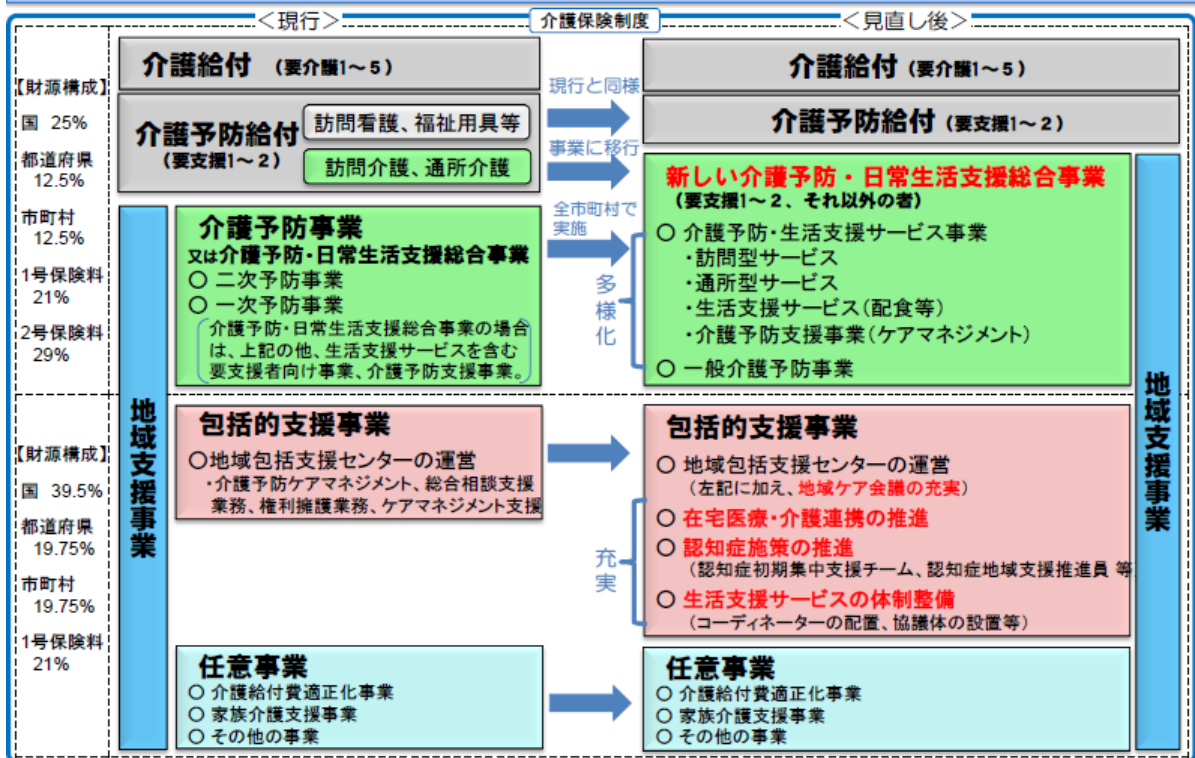 ＜現行＞
介護保険制度
＜見直し後＞
【財源構成】
国 25%
都道府県
12.5%
市町村
12.5%
1号保険料
21%
2号保険料
29%
介護給付 （要介護1～5）
介護予防給付
（要支援1～2）
訪問看護、福祉用具等
訪問介護、通所介護
現行と同様
事業に移行
全市町村で
実施
多様化
介護給付（要介護1～5）
介護予防給付（要支援1～2）
地域支援事業
介護予防事業
又は介護予防・日常生活支援総合事業
○ 二次予防事業
○ 一次予防事業
介護予防・日常生活支援総合事業の場合
は、上記の他、生活支援サービスを含む
要支援者向け事業、介護予防支援事業。
新しい介護予防・日常生活支援総合事業
（要支援1～2、それ以外の者）
○ 介護予防・生活支援サービス事業
・訪問型サービス
・通所型サービス
・生活支援サービス（配食等）
・介護予防支援事業（ケアマネジメント）
○ 一般介護予防事業
地域支援事業
【財源構成】
国 39.5%
都道府県
19.75%
市町村
19.75%
1号保険料
21%
包括的支援事業
○地域包括支援センターの運営
・介護予防ケアマネジメント、総合相談支援
業務、権利擁護業務、ケアマネジメント支援
充実
包括的支援事業
○ 地域包括支援センターの運営
（左記に加え、地域ケア会議の充実）
○ 在宅医療・介護連携の推進
○ 認知症施策の推進
（認知症初期集中支援チーム、認知症地域支援推進員 等）
○ 生活支援サービスの体制整備
（コーディネーターの配置、協議体の設置等）
任意事業
○ 介護給付費適正化事業
○ 家族介護支援事業
○ その他の事業
任意事業
○ 介護給付費適正化事業
○ 家族介護支援事業
○ その他の事業